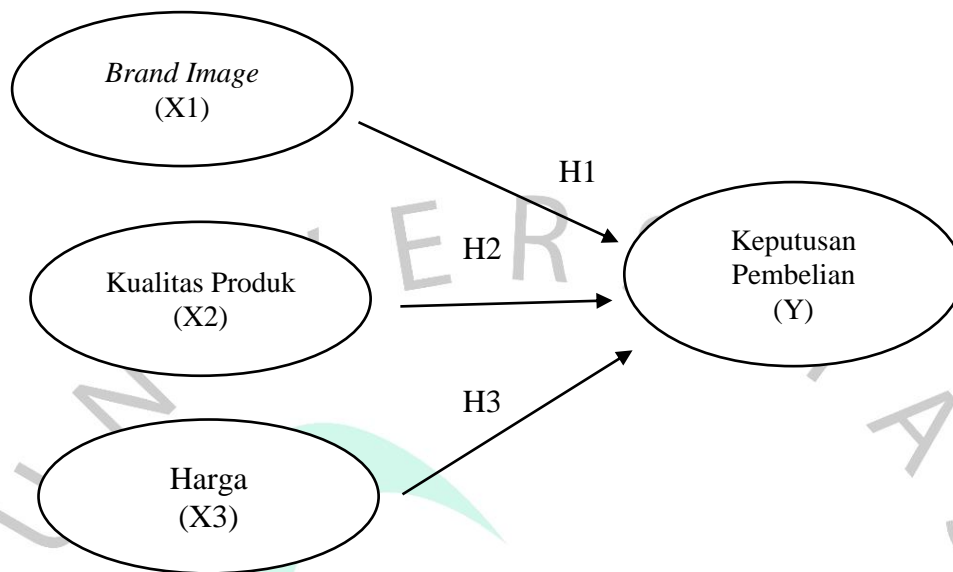 Brand Image
(X1)
H1
Kualitas Produk
(X2)
H2
Harga
(X3)
H3
Keputusan
Pembelian
(Y)